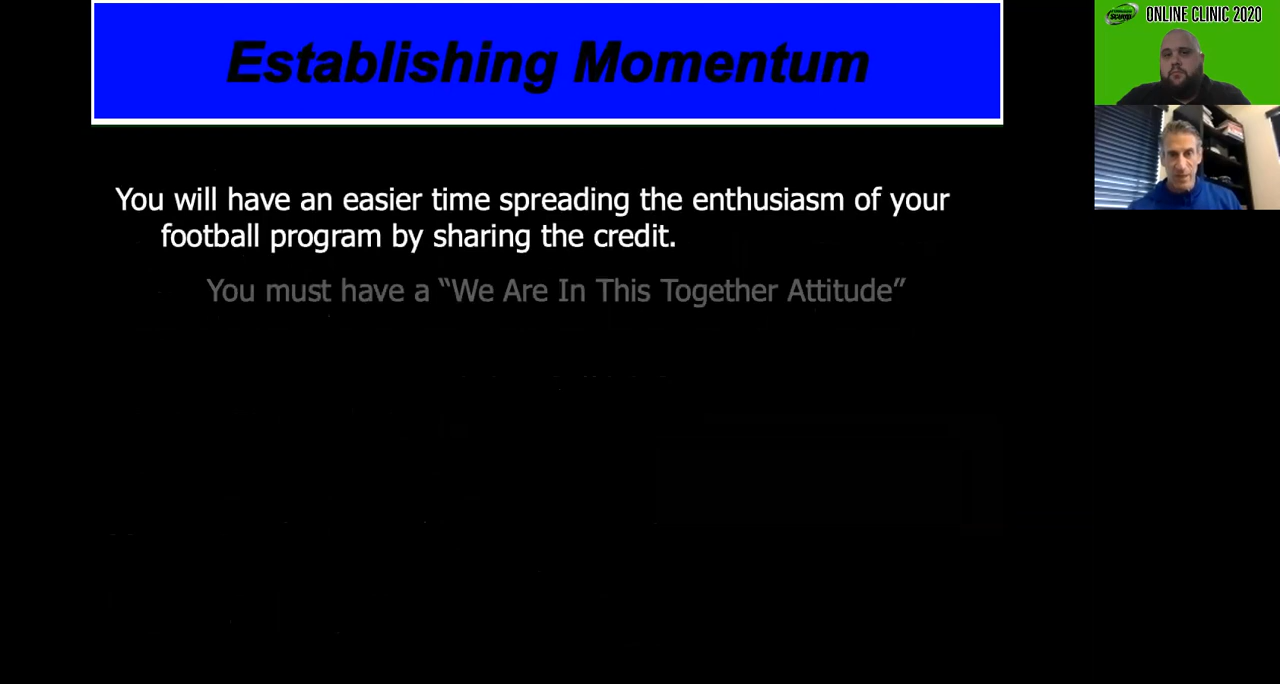 Establishing Momentum
ONLINE CLINIC 2020
You will have an easier time spreading the enthusiasm of your
football program by sharing the credit.
You must have a “We Are In This Together Attitude”